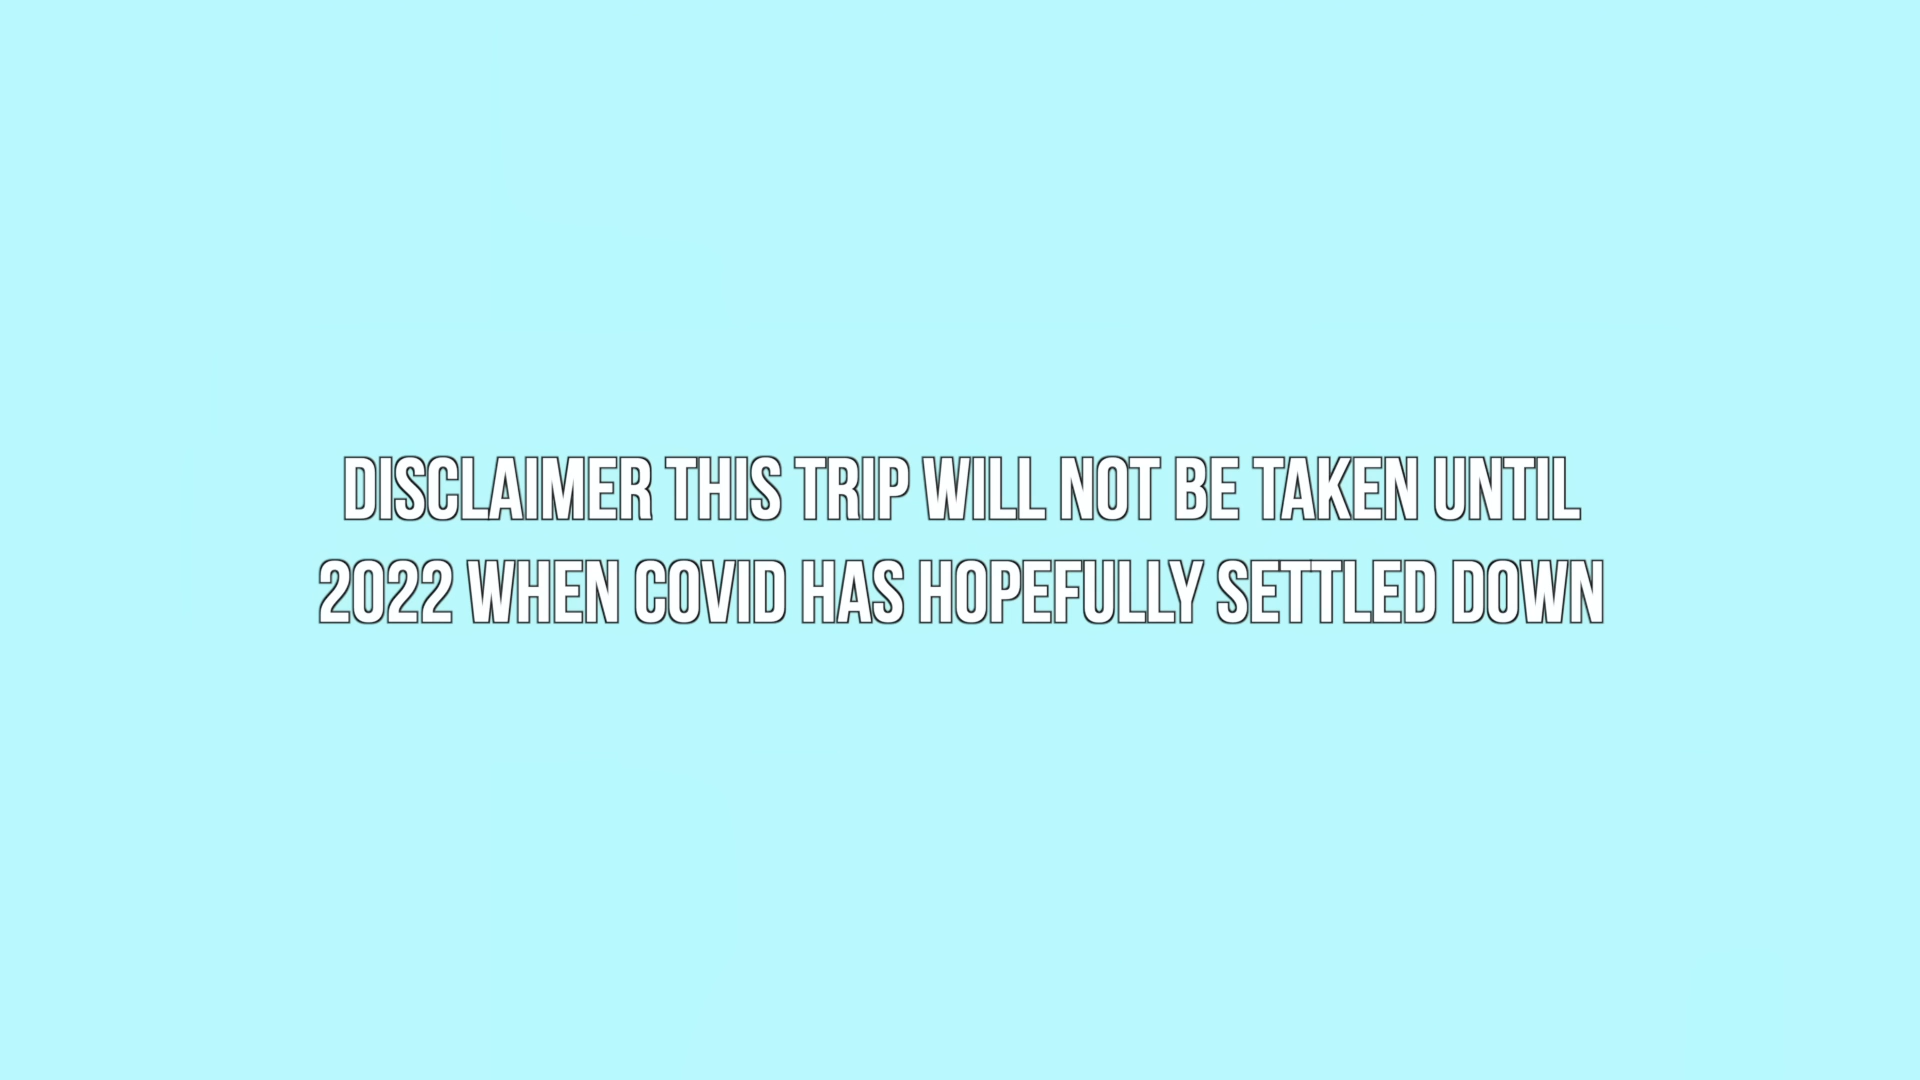 DISCLAIMER THIS TRIP WILL NOT BE TAKEN UNTIL
2022 WHEN COVID HAS HOPEFULLY SETTLED DOWN